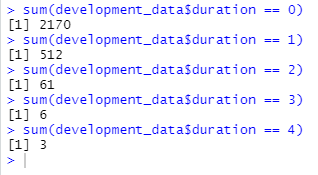 > sum(development_data$duration == 0)
[1] 2170
> sum(development_data$duration == 1)
[1] 512
> sum(development_data$duration == 2)
[1] 61
> sum(development_data$duration == 3)
[1] 6
> sum(development_data$duration == 4)
[1] 3
>